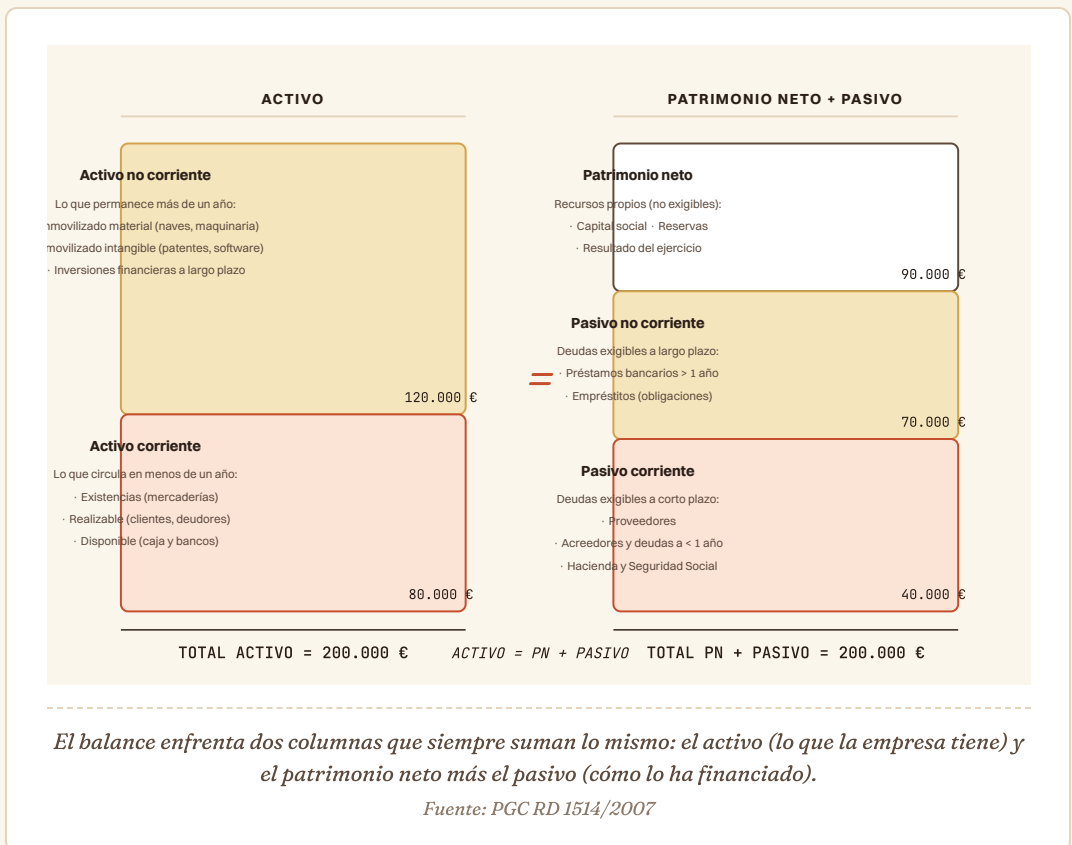 ACTIVO
Activo no corriente
Lo que permanece más de un año:
nmovilizado material (naves, maquinaria)
movilizado intangible (patentes, software)
· Inversiones financieras a largo plazo
120.000 €
Activo corriente
Lo que circula en menos de un año:
· Existencias (mercaderías)
· Realizable (clientes, deudores)
· Disponible (caja y bancos)
80.000 €
TOTAL ACTIVO = 200.000 €
=
ACTIVO = PN + PASIVO
PATRIMONIO NETO + PASIVO
Patrimonio neto
Recursos propios (no exigibles):
· Capital social · Reservas
· Resultado del ejercicio
90.000 €
Pasivo no corriente
Deudas exigibles a largo plazo:
· Préstamos bancarios > 1 año
· Empréstitos (obligaciones)
70.000 €
Pasivo corriente
Deudas exigibles a corto plazo:
· Proveedores
· Acreedores y deudas a < 1 año
· Hacienda y Seguridad Social
40.000 €
TOTAL PN + PASIVO = 200.000 €
El balance enfrenta dos columnas que siempre suman lo mismo: el activo (lo que la empresa tiene) y
el patrimonio neto más el pasivo (cómo lo ha financiado).
Fuente: PGC RD 1514/2007